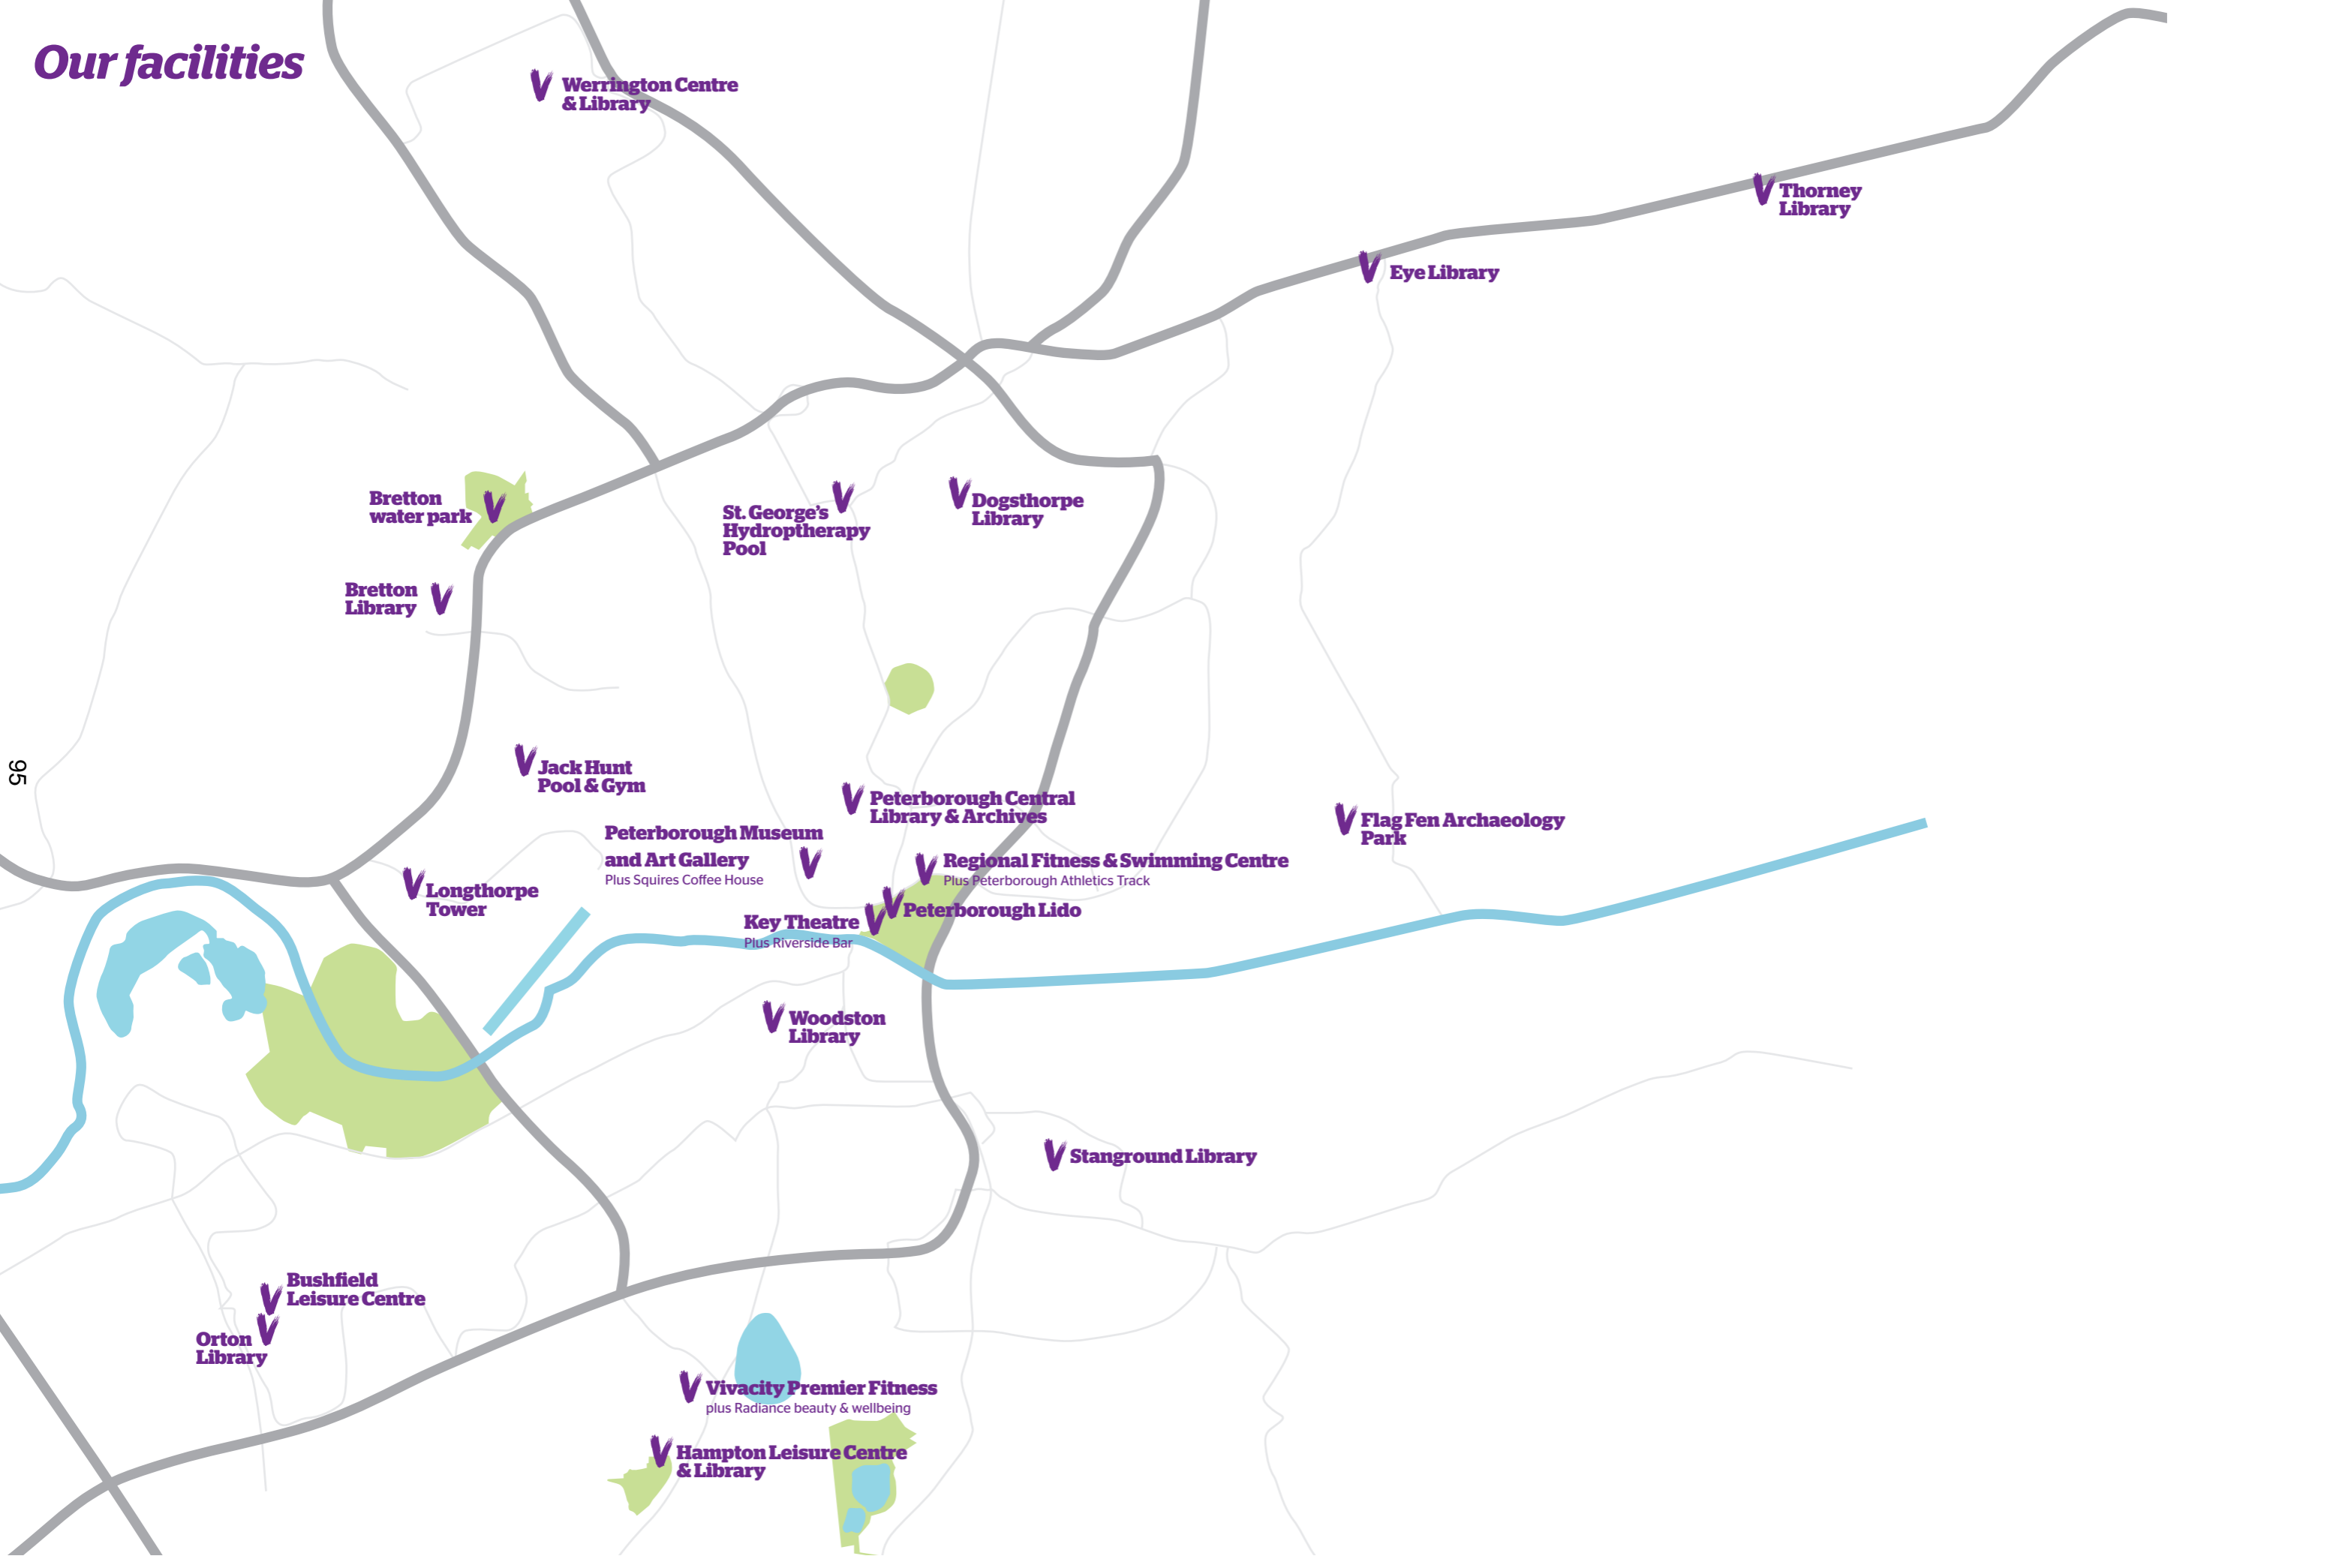 Our facilities
Werrington Centre
& Library
Thorney
Library
Eye Library
Bretton
water park
St. George's
Hydroptherapy
Pool
Dogsthorpe
Library
Bretton
Library
95
Jack Hunt
Pool & Gym
Peterborough Central
Library & Archives
Peterborough Museum
and Art Gallery
Plus Squires Coffee House
Flag Fen Archaeology
Park
Regional Fitness & Swimming Centre
Plus Peterborough Athletics Track
Longthorpe
Tower
Peterborough Lido
Key Theatre
Plus Riverside Bar
Woodston
Library
Stanground Library
Bushfield
Leisure Centre
Orton
Library
Vivacity Premier Fitness
plus Radiance beauty & wellbeing
Hampton Leisure Centre
& Library